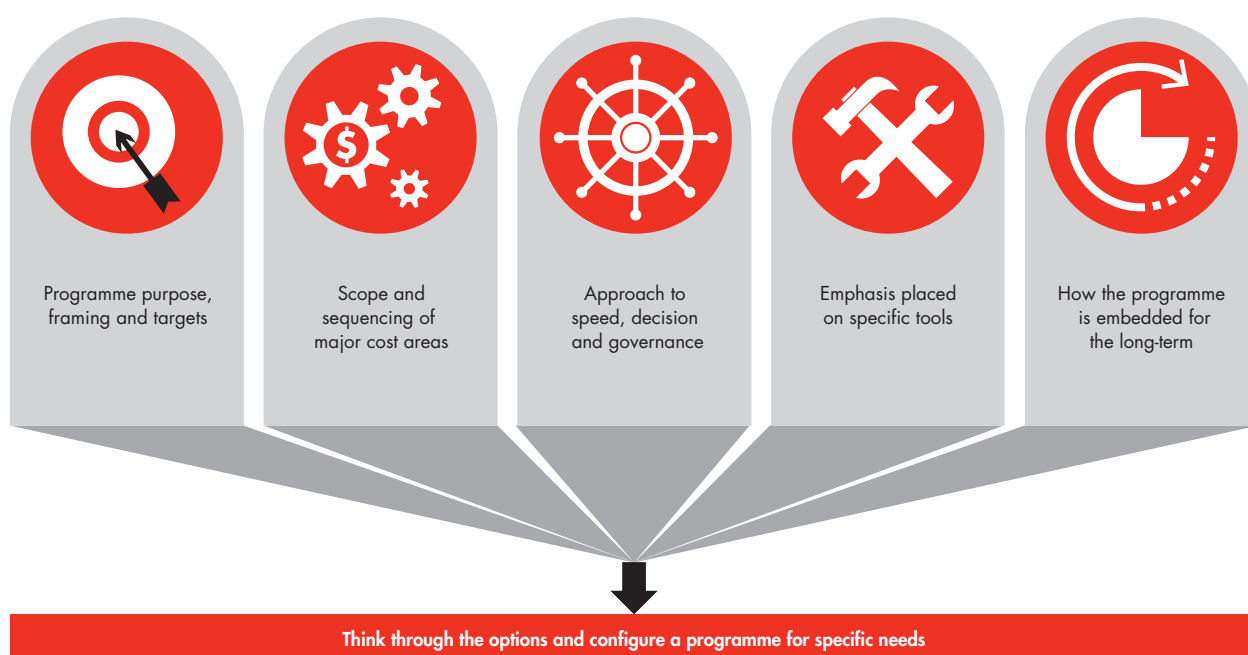 Programme purpose,
framing and targets
$
Scope and
sequencing of
major cost areas
Approach to
speed, decision
and governance
Emphasis placed
on specific tools
How the programme
is embedded for
the long-term
Think through the options and configure a programme for specific needs